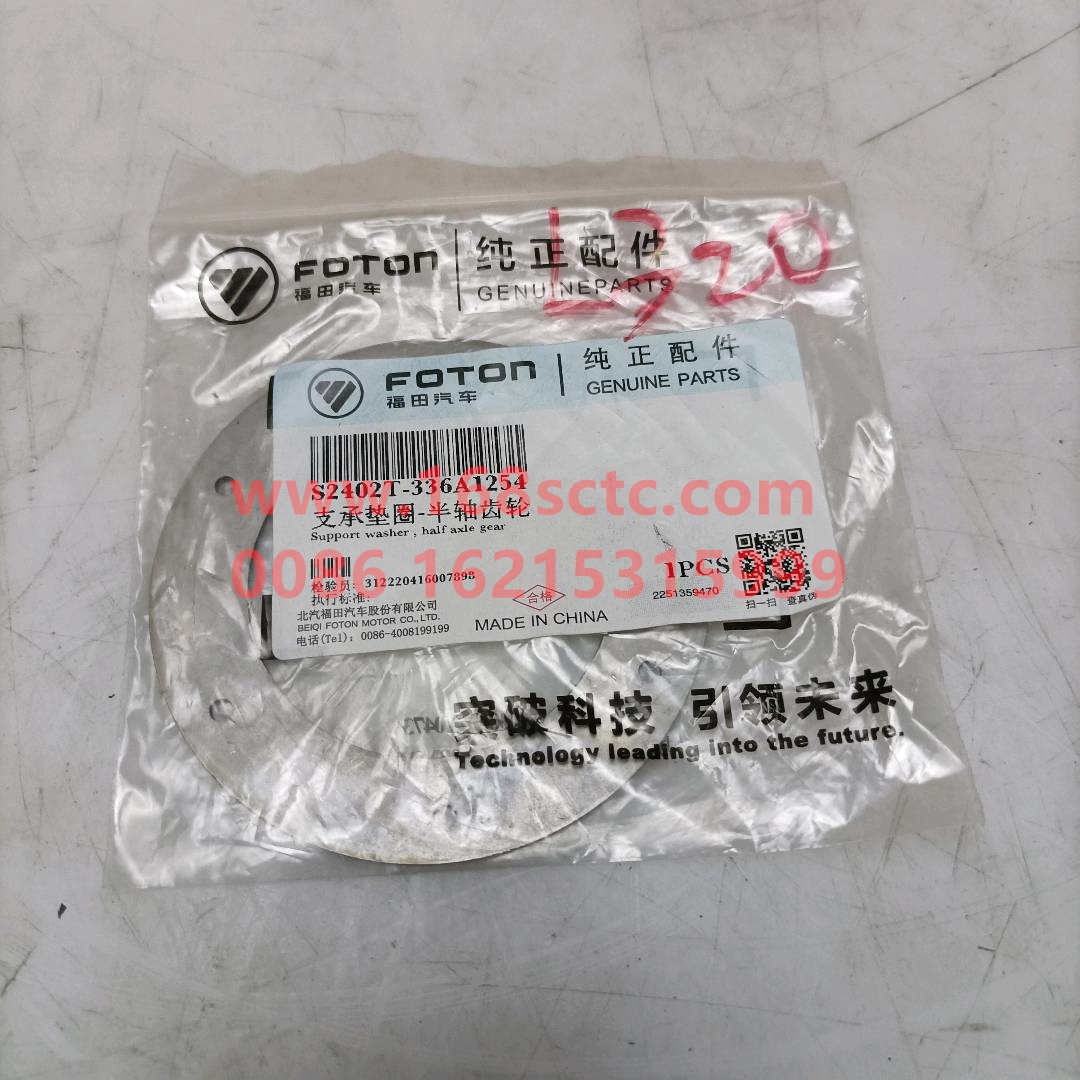 FOTON
福田汽车
纯正配件
GENUINEPARTS
L320
FOTON
福田汽车
纯正配件
GENUINE PARTS
S2402T-336A1254
www.168sctc.com
支承垫圈-半轴齿轮
Support washer , half axle gear
0086 16215315999
1PCS
检验员: 312220416007898
执行标准:
合格
2251359470
北汽福田汽车股份有限公司
BEIQI FOTON MOTOR CO.,LTD.
MADE IN CHINA
扫一扫 查真伪
电话(Tel): 0086-4008199199
突破科技 引领未来
Technology leading into the future.